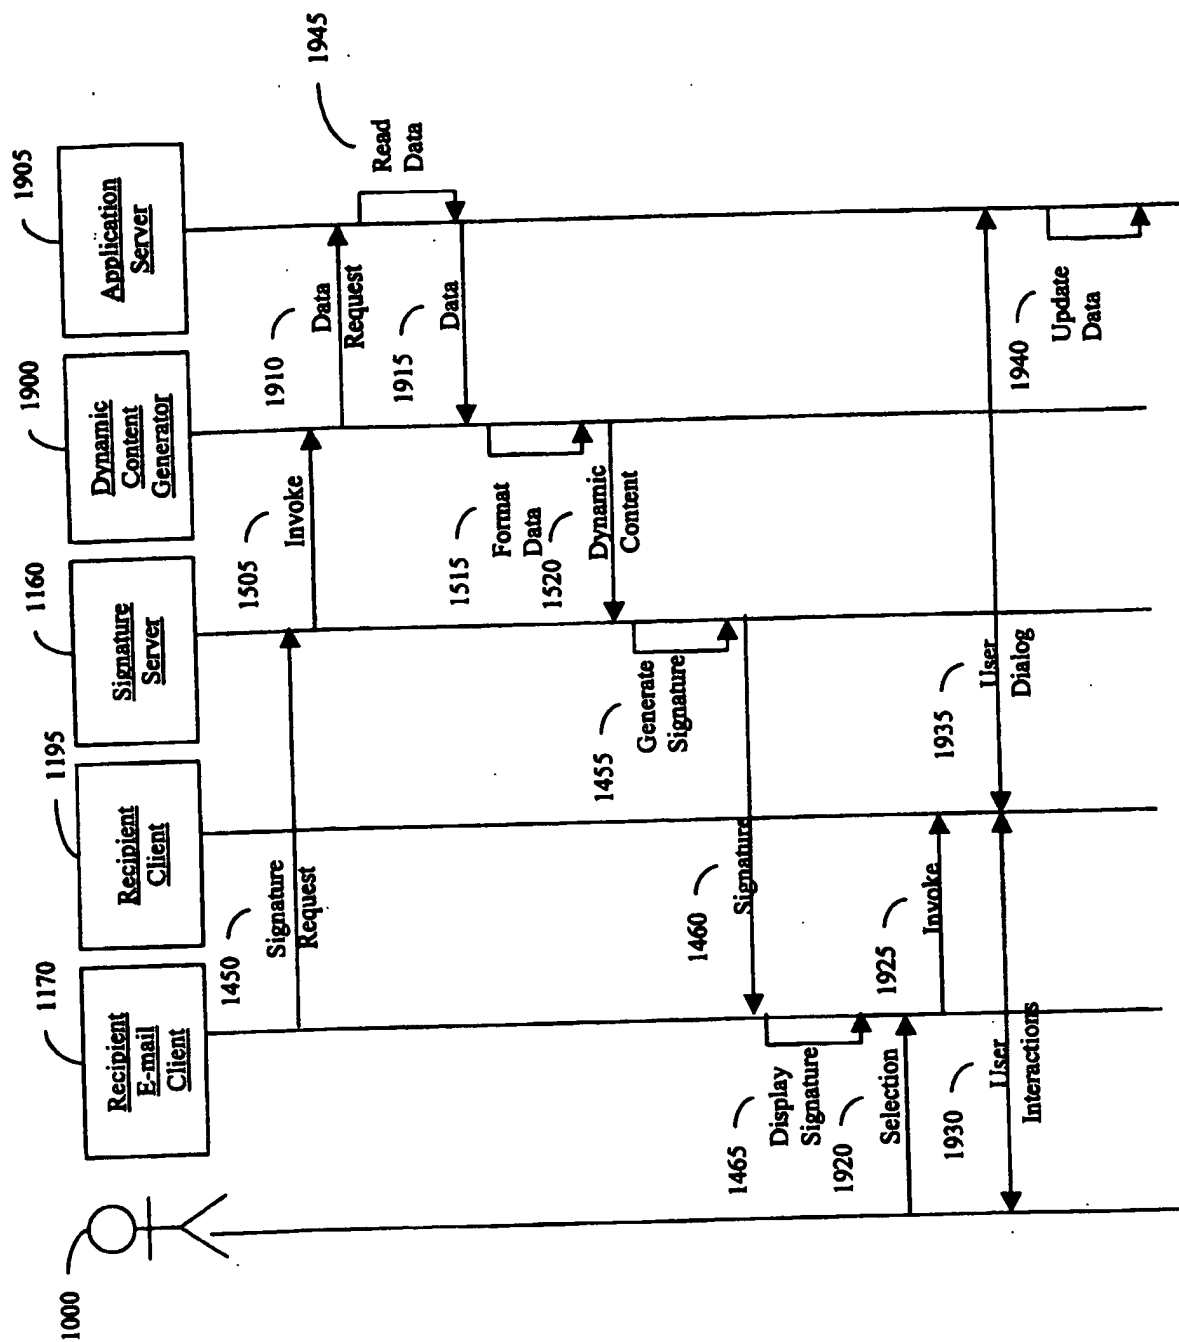 1000
1170
Recipient
E-mail
Client
1195
Recipient
Client
1160
Signature
Server
1900
Dynamic
Content
Generator
1905
Application
Server
1450
Signature
Request
1505
Invoke
1910
Data
Request
1945
Read
Data
1915
Data
1515
Format
Data
1520
Dynamic
Content
1455
Generate
Signature
1460
Signature
1465
Display
Signature
1920
Selection
1925
Invoke
1930
User
Interactions
1935
User
Dialog
1940
Update
Data